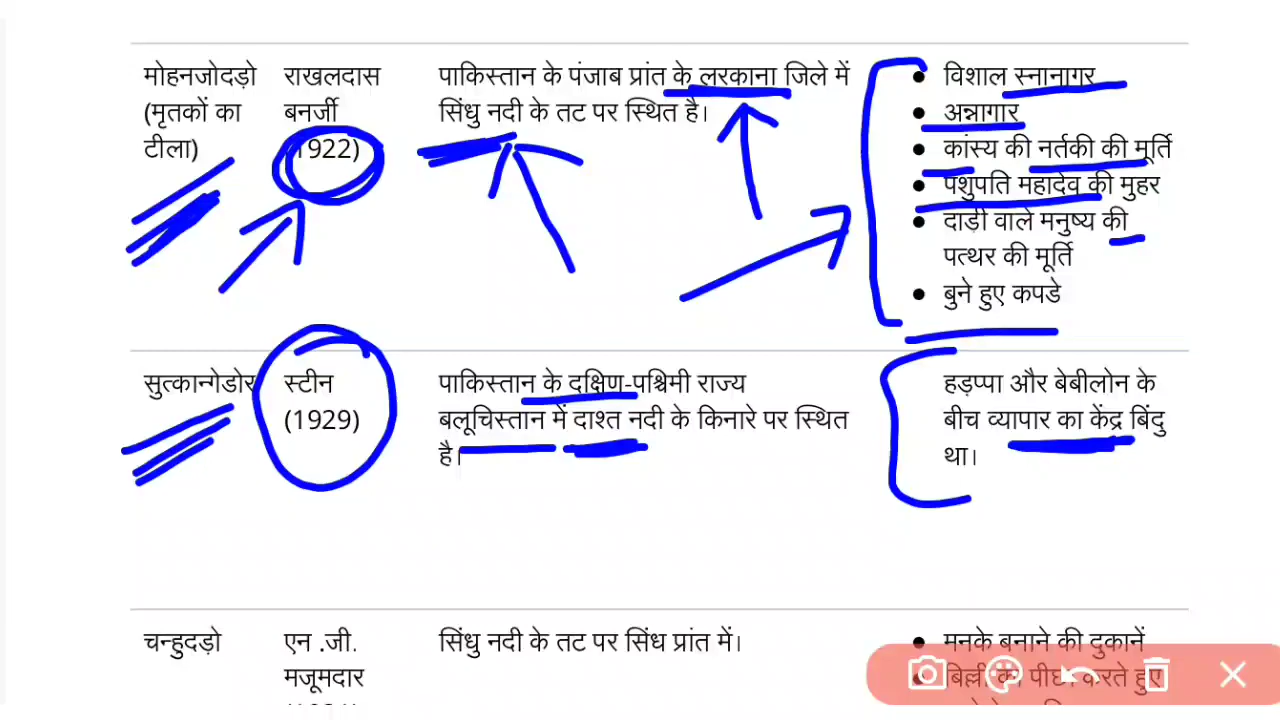 मोहनजोदड़ो
(मृतकों का
टीला)
राखलदास
बनर्जी
(1922)
पाकिस्तान के पंजाब प्रांत के लरकाना जिले में
सिंधु नदी के तट पर स्थित है।
विशाल स्नानागर
अन्नागार
कांस्य की नर्तकी की मूर्ति
पशुपति महादेव की मुहर
दाड़ी वाले मनुष्य की
पत्थर की मूर्ति
बुने हुए कपडे
सुत्कान्गेडोर
स्टीन
(1929)
पाकिस्तान के दक्षिण-पश्चिमी राज्य
बलूचिस्तान में दाश्त नदी के किनारे पर स्थित
है।
हड़प्पा और बेबीलोन के
बीच व्यापार का केंद्र बिंदु
था।
चन्हुदड़ो
एन .जी.
मजूमदार
सिंधु नदी के तट पर सिंध प्रांत में।
मनके बनाने की दुकानें
बिल्ली का पीछा करते हुए